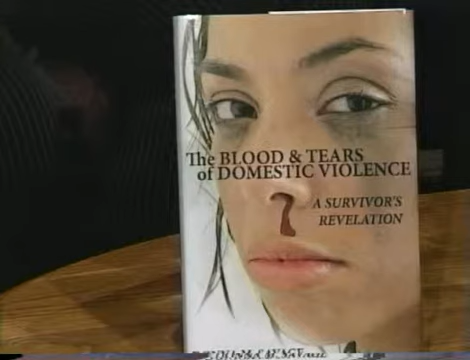 The BLOOD & TEARS
of DOMESTIC VIOLENCE
A SURVIVOR'S
REVELATION